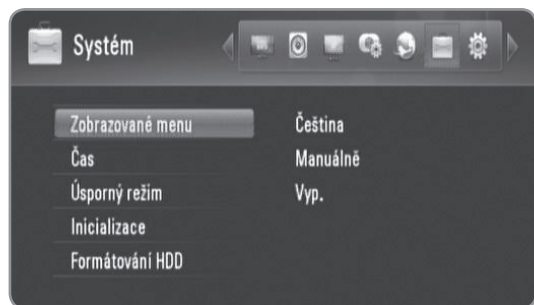 Systém
Zobrazované menu Čeština
Čas Manuálně
Úsporný režim Vyp.
Inicializace
Formátování HDD